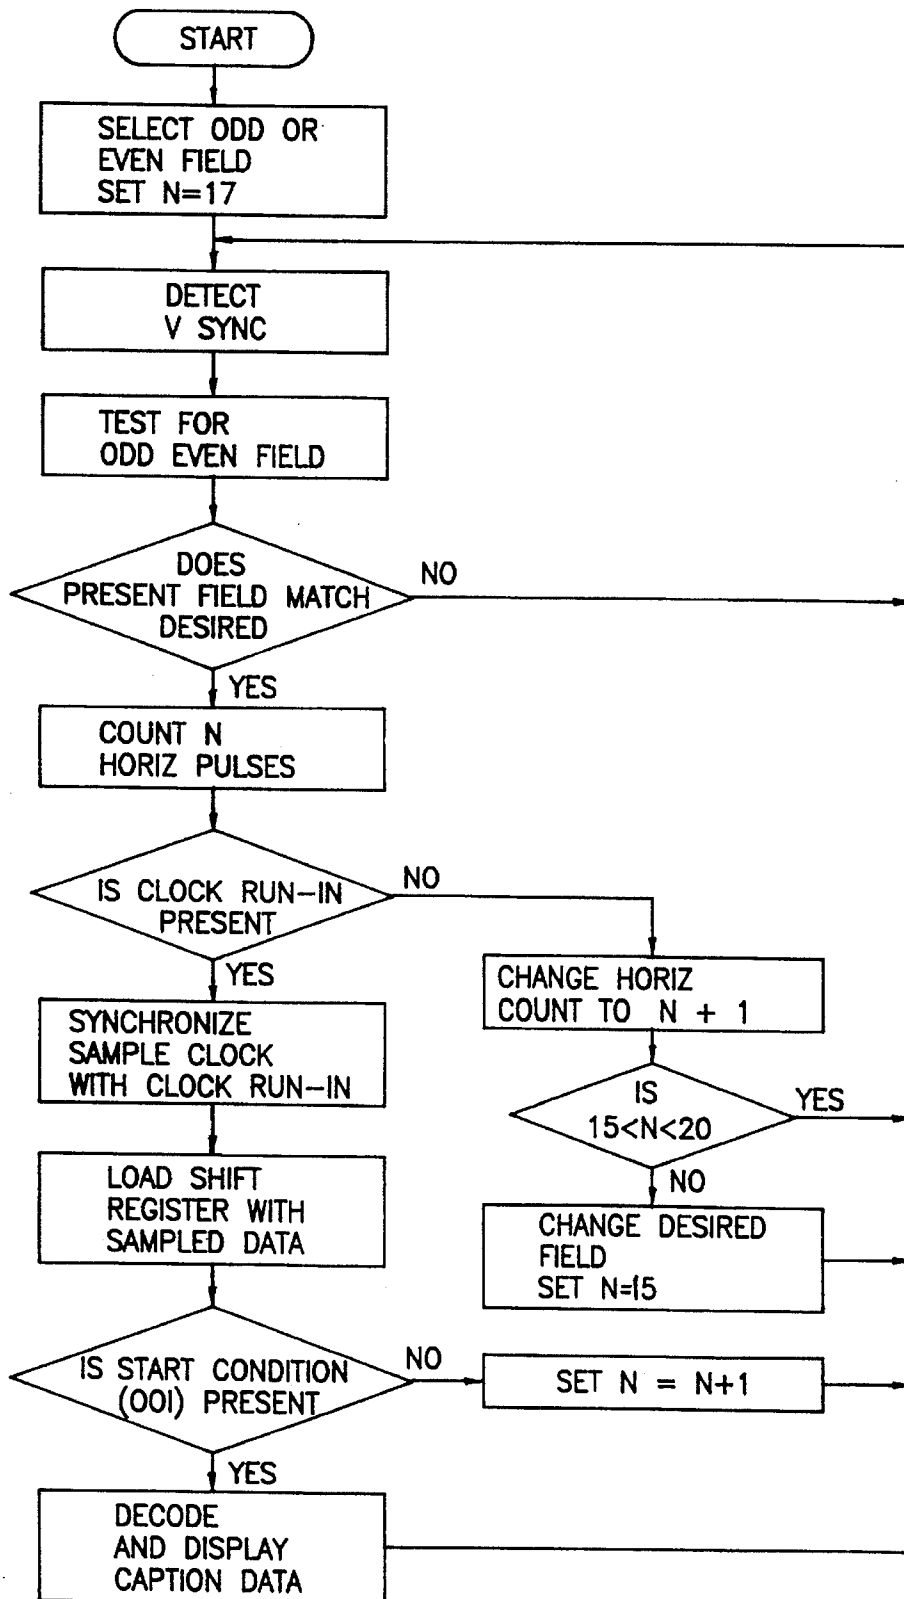 START
SELECT ODD OR
EVEN FIELD
SET N=17
DETECT
V SYNC
TEST FOR
ODD EVEN FIELD
DOES
PRESENT FIELD MATCH
DESIRED
NO
YES
COUNT N
HORIZ PULSES
IS CLOCK RUN-IN
PRESENT
NO
YES
CHANGE HORIZ
COUNT TO N + 1
SYNCHRONIZE
SAMPLE CLOCK
WITH CLOCK RUN-IN
IS
15<N<20
YES
NO
LOAD SHIFT
REGISTER WITH
SAMPLED DATA
CHANGE DESIRED
FIELD
SET N=15
IS START CONDITION
(001) PRESENT
NO
SET N = N+1
YES
DECODE
AND DISPLAY
CAPTION DATA